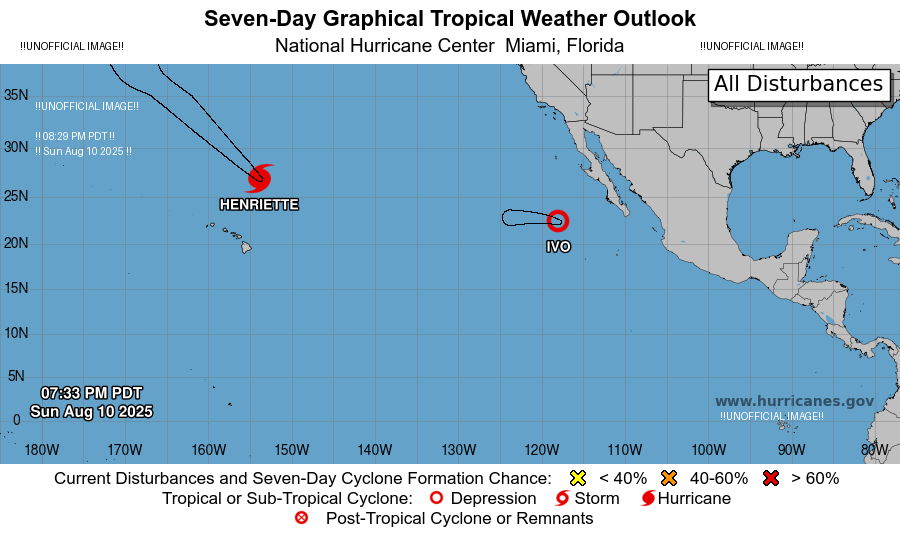 Seven-Day Graphical Tropical Weather Outlook
National Hurricane Center  Miami, Florida
!!UNOFFICIAL IMAGE!!
!!UNOFFICIAL IMAGE!!
All Disturbances
35N
!!UNOFFICIAL IMAGE!!
!! 08:29 PM PDT !!
!! Sun Aug 10 2025 !!
30N
25N
HENRIETTE
20N
IVO
15N
10N
5N
07:33 PM PDT
Sun Aug 10 2025
www.hurricanes.gov
!!UNOFFICIAL IMAGE!!
0
180W 170W 160W 150W 140W 130W 120W 110W 100W 90W 80W
Current Disturbances and Seven-Day Cyclone Formation Chance: < 40% 40-60% > 60%
Tropical or Sub-Tropical Cyclone: Depression Storm Hurricane
Post-Tropical Cyclone or Remnants